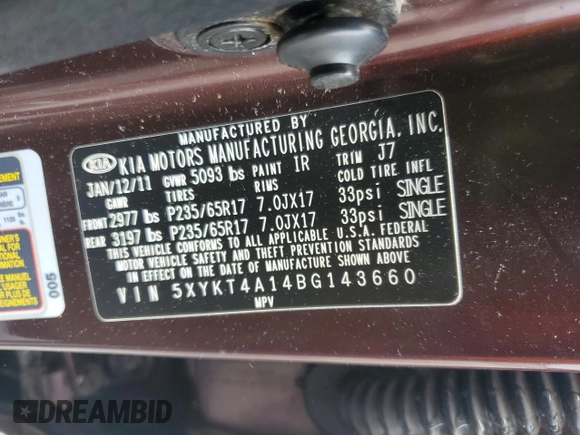 MANUFACTURED BY
KIA KIA MOTORS MANUFACTURING GEORGIA, INC.
JAN/12/11 GVWR 5093 lbs PAINT IR TRIM J7
GAWR TIRES RIMS COLD TIRE INFL
FRONT 2977 lbs P235/65R17 7.0JX17 33psi SINGLE
REAR 3197 lbs P235/65R17 7.0JX17 33psi SINGLE
THIS VEHICLE CONFORMS TO ALL APPLICABLE U.S.A. FEDERAL
MOTOR VEHICLE SAFETY AND THEFT PREVENTION STANDARDS
IN EFFECT ON THE DATE OF MANUFACTURE SHOWN ABOVE.
VIN 5XYKT4A14BG143660
MPV
005
DREAMBID